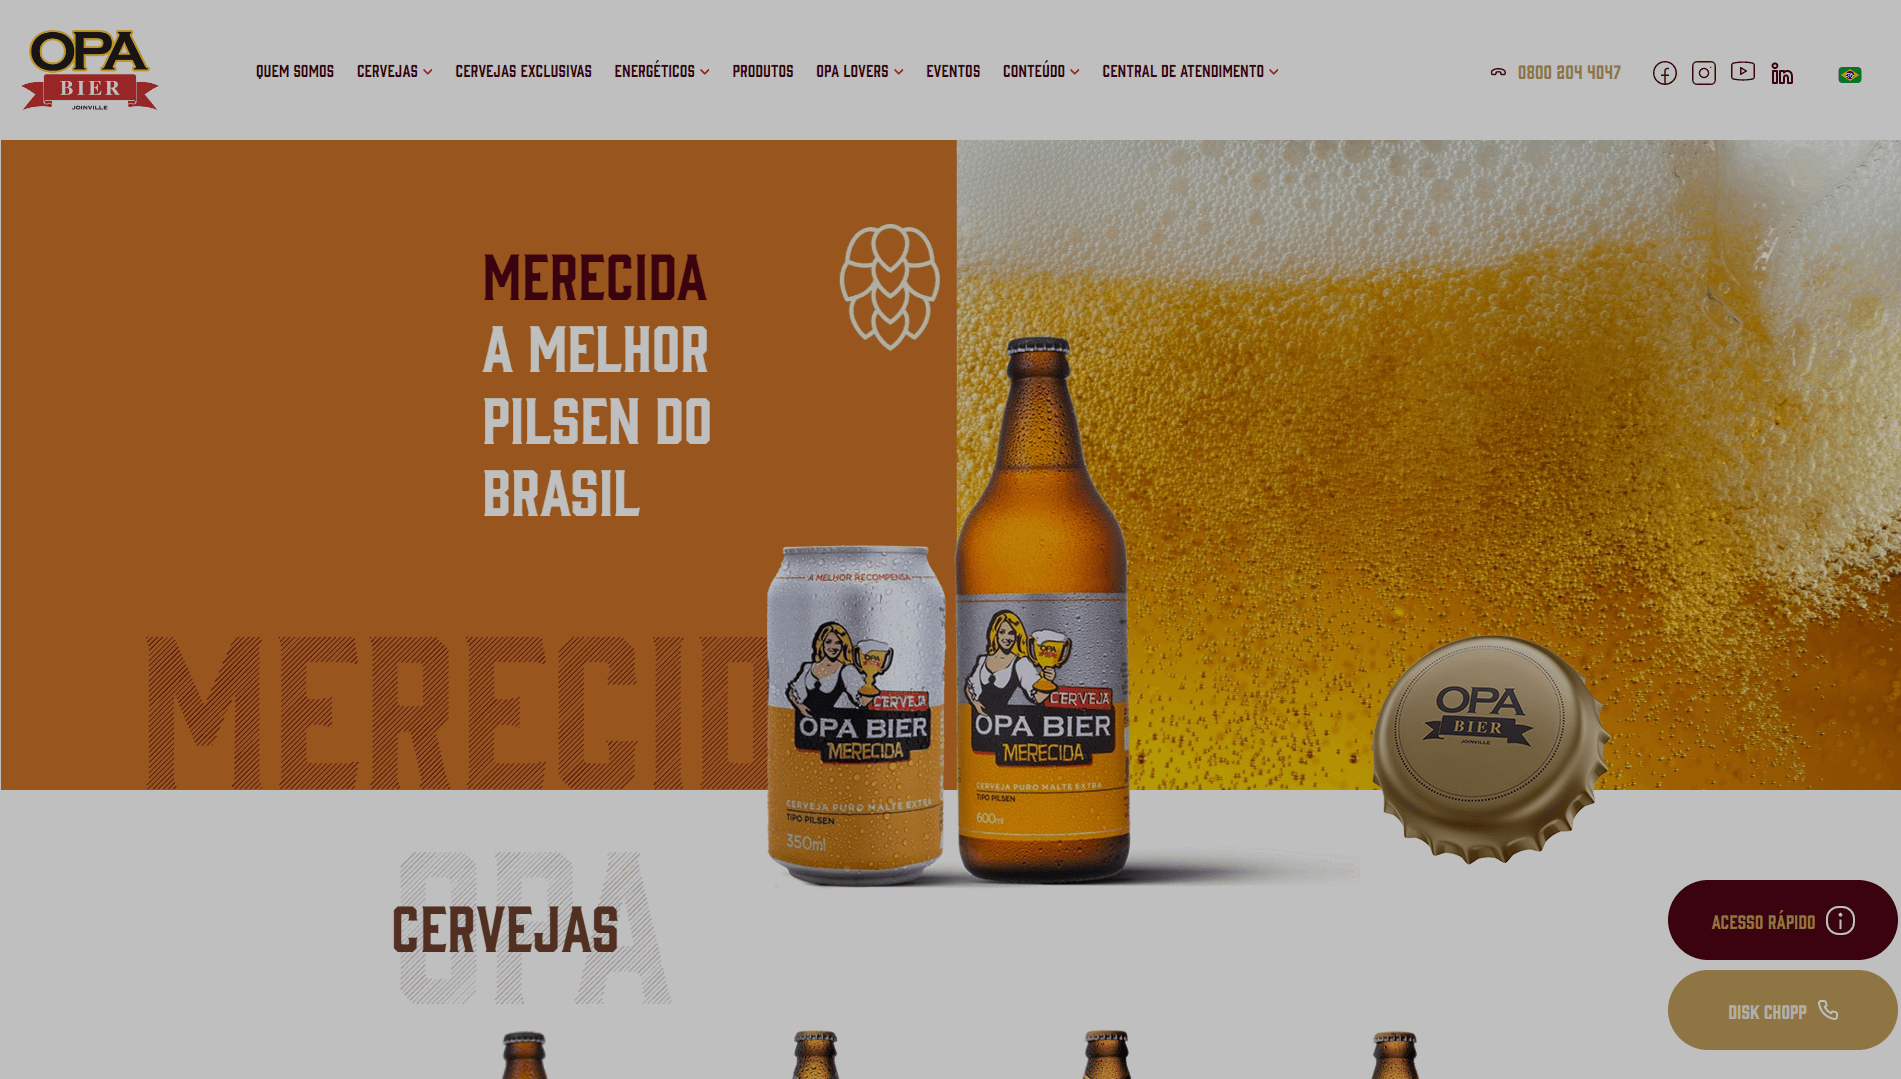 OPA
BIER
JOINVILLE
QUEM SOMOS
CERVEJAS
CERVEJAS EXCLUSIVAS
ENERGÉTICOS
PRODUTOS
OPA LOVERS
EVENTOS
CONTEÚDO
CENTRAL DE ATENDIMENTO
0800 204 4047
MERECIDA
A MELHOR
PILSEN DO
BRASIL
MERECID
A MELHOR RECOMPENSA
OPA
CERVEJA
OPA BIER
MERECIDA
CERVEJA PURO MALTE EXTRA
TIPO PILSEN
350ml
OPA
CERVEJA
OPA BIER
MERECIDA
CERVEJA PURO MALTE EXTRA
TIPO PILSEN
600ml
OPA
BIER
JOINVILLE
OPA
CERVEJAS
ACESSO RÁPIDO
DISK CHOPP